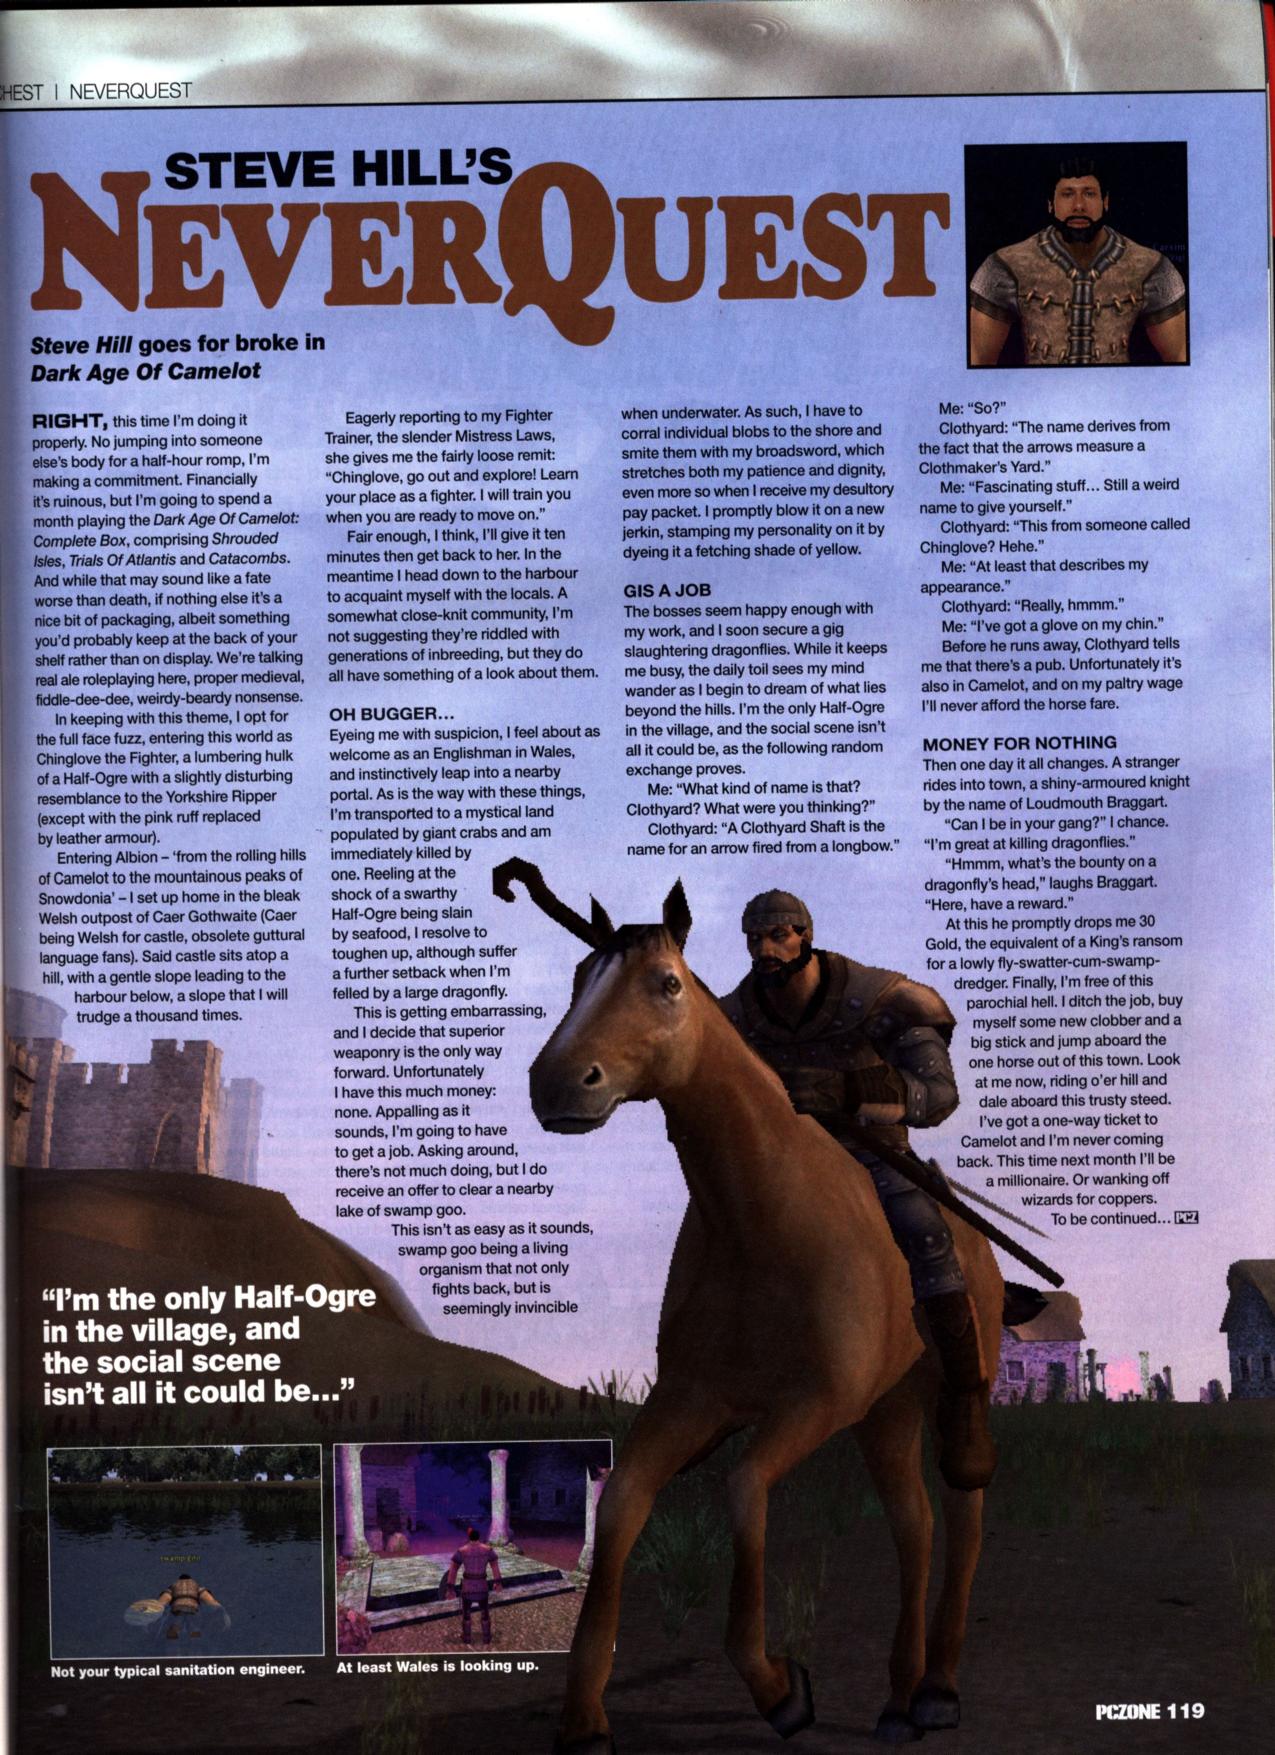 CHEST | NEVERQUEST
STEVE HILL'S
NEVERQUEST
Steve Hill goes for broke in
Dark Age Of Camelot
RIGHT, this time I'm doing it
properly. No jumping into someone
else's body for a half-hour romp, I'm
making a commitment. Financially
it's ruinous, but I'm going to spend a
month playing the Dark Age Of Camelot:
Complete Box, comprising Shrouded
Isles, Trials Of Atlantis and Catacombs.
And while that may sound like a fate
worse than death, if nothing else it's a
nice bit of packaging, albeit something
you'd probably keep at the back of your
shelf rather than on display. We're talking
real ale roleplaying here, proper medieval,
fiddle-dee-dee, weirdy-beardy nonsense.
In keeping with this theme, I opt for
the full face fuzz, entering this world as
Chinglove the Fighter, a lumbering hulk
of a Half-Ogre with a slightly disturbing
resemblance to the Yorkshire Ripper
(except with the pink ruff replaced
by leather armour).
Entering Albion – 'from the rolling hills
of Camelot to the mountainous peaks of
Snowdonia' – I set up home in the bleak
Welsh outpost of Caer Gothwaite (Caer
being Welsh for castle, obsolete guttural
language fans). Said castle sits atop a
hill, with a gentle slope leading to the
harbour below, a slope that I will
trudge a thousand times.
Eagerly reporting to my Fighter
Trainer, the slender Mistress Laws,
she gives me the fairly loose remit:
"Chinglove, go out and explore! Learn
your place as a fighter. I will train you
when you are ready to move on."
Fair enough, I think, I'll give it ten
minutes then get back to her. In the
meantime I head down to the harbour
to acquaint myself with the locals. A
somewhat close-knit community, I'm
not suggesting they're riddled with
generations of inbreeding, but they do
all have something of a look about them.
OH BUGGER...
Eyeing me with suspicion, I feel about as
welcome as an Englishman in Wales,
and instinctively leap into a nearby
portal. As is the way with these things,
I'm transported to a mystical land
populated by giant crabs and am
immediately killed by
one. Reeling at the
shock of a swarthy
Half-Ogre being slain
by seafood, I resolve to
toughen up, although suffer
a further setback when I'm
felled by a large dragonfly.
This is getting embarrassing,
and I decide that superior
weaponry is the only way
forward. Unfortunately
I have this much money:
none. Appalling as it
sounds, I'm going to have
to get a job. Asking around,
there's not much doing, but I do
receive an offer to clear a nearby
lake of swamp goo.
This isn't as easy as it sounds,
swamp goo being a living
organism that not only
fights back, but is
seemingly invincible
when underwater. As such, I have to
corral individual blobs to the shore and
smite them with my broadsword, which
stretches both my patience and dignity,
even more so when I receive my desultory
pay packet. I promptly blow it on a new
jerkin, stamping my personality on it by
dyeing it a fetching shade of yellow.
GIS A JOB
The bosses seem happy enough with
my work, and I soon secure a gig
slaughtering dragonflies. While it keeps
me busy, the daily toil sees my mind
wander as I begin to dream of what lies
beyond the hills. I'm the only Half-Ogre
in the village, and the social scene isn't
all it could be, as the following random
exchange proves.
Me: "What kind of name is that?
Clothyard? What were you thinking?"
Clothyard: "A Clothyard Shaft is the
name for an arrow fired from a longbow."
Me: "So?"
Clothyard: "The name derives from
the fact that the arrows measure a
Clothmaker's Yard."
Me: "Fascinating stuff... Still a weird
name to give yourself."
Clothyard: "This from someone called
Chinglove? Hehe."
Me: "At least that describes my
appearance."
Clothyard: "Really, hmmm."
Me: "I've got a glove on my chin."
Before he runs away, Clothyard tells
me that there's a pub. Unfortunately it's
also in Camelot, and on my paltry wage
I'll never afford the horse fare.
MONEY FOR NOTHING
Then one day it all changes. A stranger
rides into town, a shiny-armoured knight
by the name of Loudmouth Braggart.
"Can I be in your gang?" I chance.
"I'm great at killing dragonflies."
"Hmmm, what's the bounty on a
dragonfly's head," laughs Braggart.
"Here, have a reward."
At this he promptly drops me 30
Gold, the equivalent of a King's ransom
for a lowly fly-swatter-cum-swamp-
dredger. Finally, I'm free of this
parochial hell. I ditch the job, buy
myself some new clobber and a
big stick and jump aboard the
one horse out of this town. Look
at me now, riding o'er hill and
dale aboard this trusty steed.
I've got a one-way ticket to
Camelot and I'm never coming
back. This time next month I'll be
a millionaire. Or wanking off
wizards for coppers.
To be continued... PCZ
"I'm the only Half-Ogre
in the village, and
the social scene
isn't all it could be..."
swamp goo
Not your typical sanitation engineer.
At least Wales is looking up.
PCZONE 119